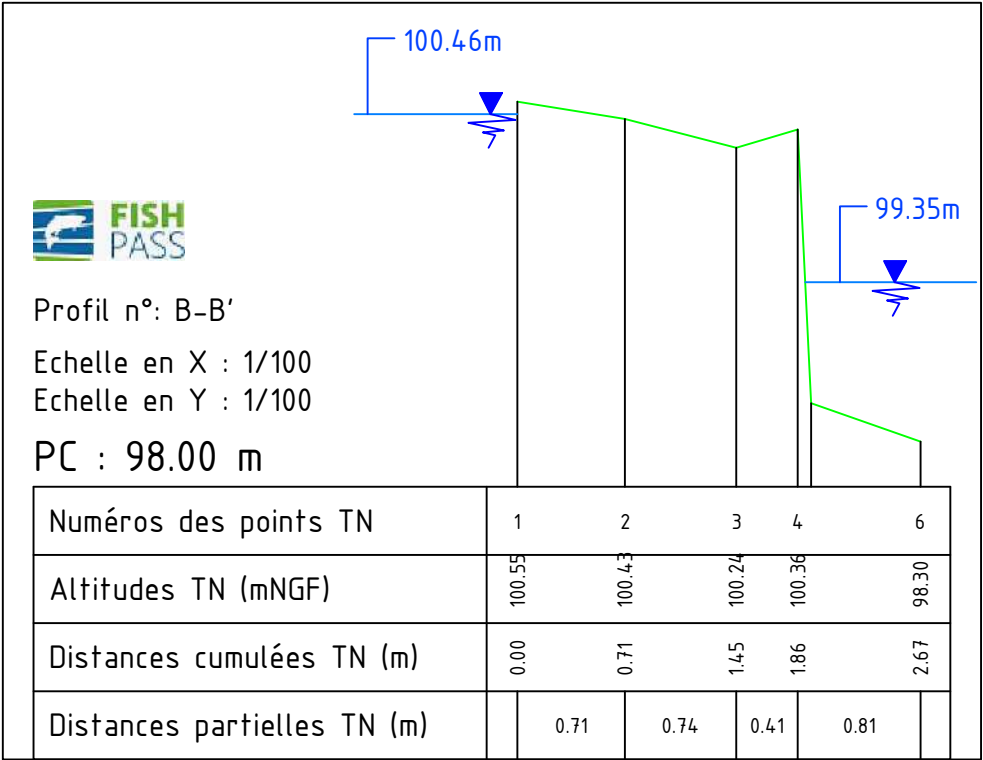 100.46m
99.35m
FISH
PASS
Profil n°: B-B'
Echelle en X : 1/100
Echelle en Y : 1/100
PC : 98.00 m
Numéros des points TN 1 2 3 4 6
Altitudes TN (mNGF) 100.55 100.43 100.24 100.36 98.30
Distances cumulées TN (m) 0.00 0.71 1.45 1.86 2.67
Distances partielles TN (m) 0.71 0.74 0.41 0.81